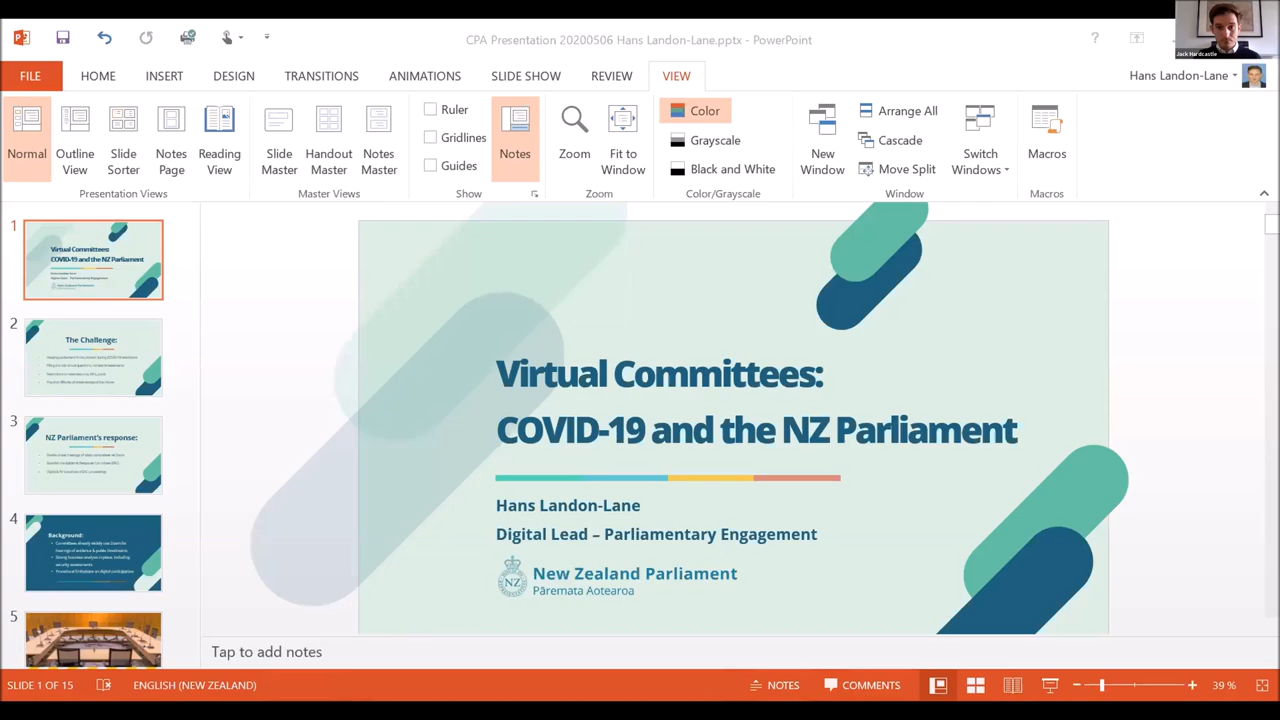 CPA Presentation 20200506 Hans Landon-Lane.pptx - PowerPoint
?
Jack Hardcastle
FILE
HOME
INSERT
DESIGN
TRANSITIONS
ANIMATIONS
SLIDE SHOW
REVIEW
VIEW
Hans Landon-Lane
Normal
Outline View
Slide Sorter
Notes Page
Reading View
Presentation Views
Slide Master
Handout Master
Notes Master
Master Views
Ruler
Gridlines
Guides
Show
Notes
Zoom
Fit to Window
Zoom
Color
Grayscale
Black and White
Color/Grayscale
New Window
Arrange All
Cascade
Move Split
Switch Windows
Window
Macros
Macros
1
Virtual Committees:
COVID-19 and the NZ Parliament
2
The Challenge:
3
NZ Parliament's response:
4
Background:
5
Virtual Committees:
COVID-19 and the NZ Parliament
Hans Landon-Lane
Digital Lead – Parliamentary Engagement
NZ
New Zealand Parliament
Pāremata Aotearoa
Tap to add notes
SLIDE 1 OF 15
ENGLISH (NEW ZEALAND)
NOTES
COMMENTS
39 %